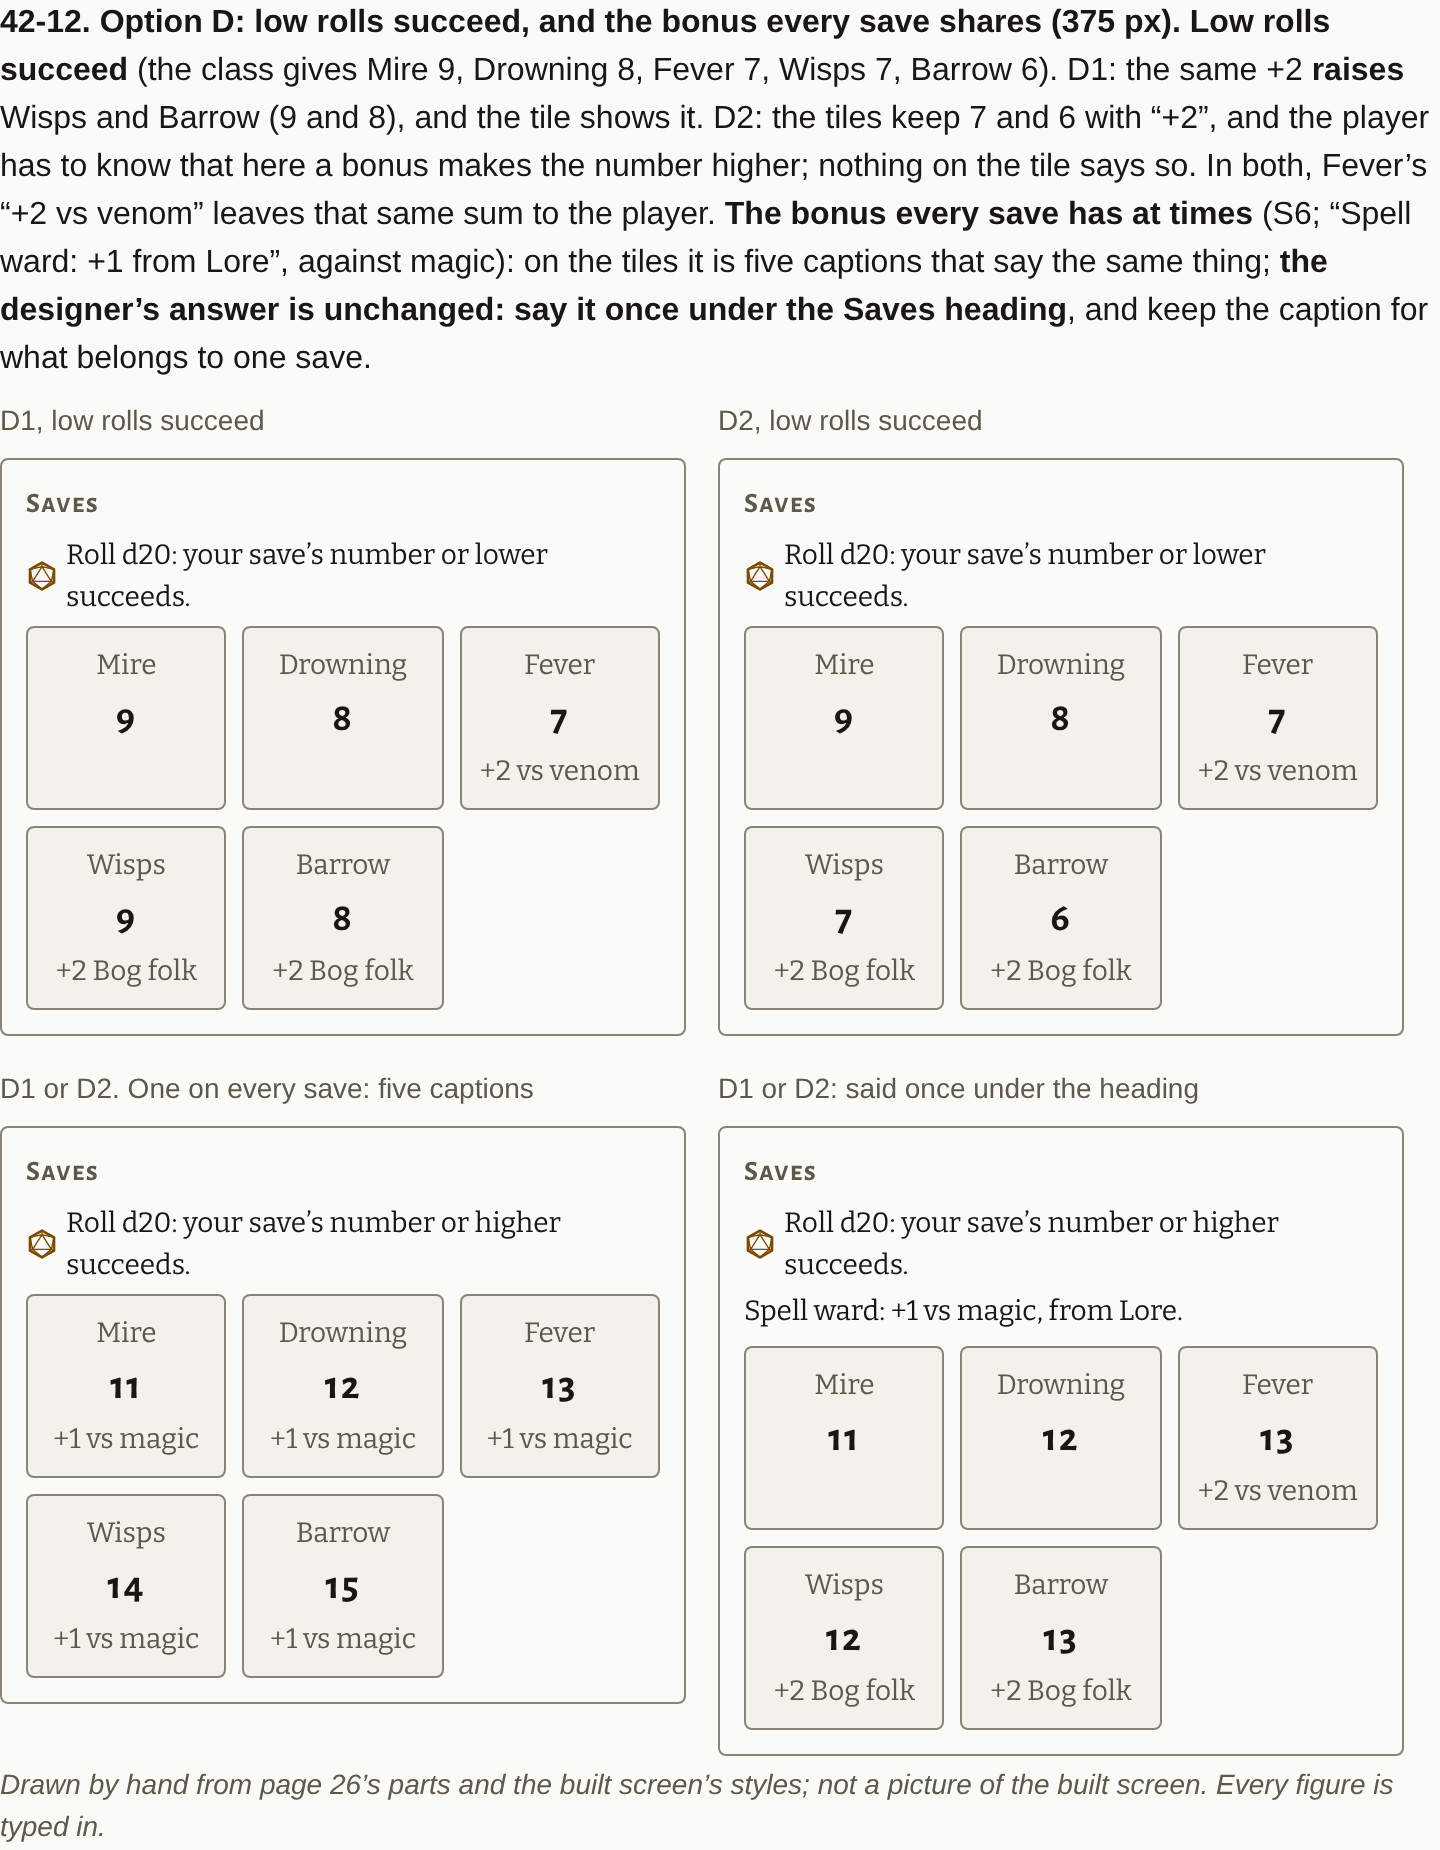 42-12. Option D: low rolls succeed, and the bonus every save shares (375 px). Low rolls
succeed (the class gives Mire 9, Drowning 8, Fever 7, Wisps 7, Barrow 6). D1: the same +2 raises
Wisps and Barrow (9 and 8), and the tile shows it. D2: the tiles keep 7 and 6 with “+2”, and the player
has to know that here a bonus makes the number higher; nothing on the tile says so. In both, Fever’s
“+2 vs venom” leaves that same sum to the player. The bonus every save has at times (S6; “Spell
ward: +1 from Lore”, against magic): on the tiles it is five captions that say the same thing; the
designer’s answer is unchanged: say it once under the Saves heading, and keep the caption for
what belongs to one save.
D1, low rolls succeed
SAVES
Roll d20: your save’s number or lower
succeeds.
Mire
9
Drowning
8
Fever
7
+2 vs venom
Wisps
9
+2 Bog folk
Barrow
8
+2 Bog folk
D2, low rolls succeed
SAVES
Roll d20: your save’s number or lower
succeeds.
Mire
9
Drowning
8
Fever
7
+2 vs venom
Wisps
7
+2 Bog folk
Barrow
6
+2 Bog folk
D1 or D2. One on every save: five captions
SAVES
Roll d20: your save’s number or higher
succeeds.
Mire
11
+1 vs magic
Drowning
12
+1 vs magic
Fever
13
+1 vs magic
Wisps
14
+1 vs magic
Barrow
15
+1 vs magic
D1 or D2: said once under the heading
SAVES
Roll d20: your save’s number or higher
succeeds.
Spell ward: +1 vs magic, from Lore.
Mire
11
Drowning
12
Fever
13
+2 vs venom
Wisps
12
+2 Bog folk
Barrow
13
+2 Bog folk
Drawn by hand from page 26’s parts and the built screen’s styles; not a picture of the built screen. Every figure is
typed in.